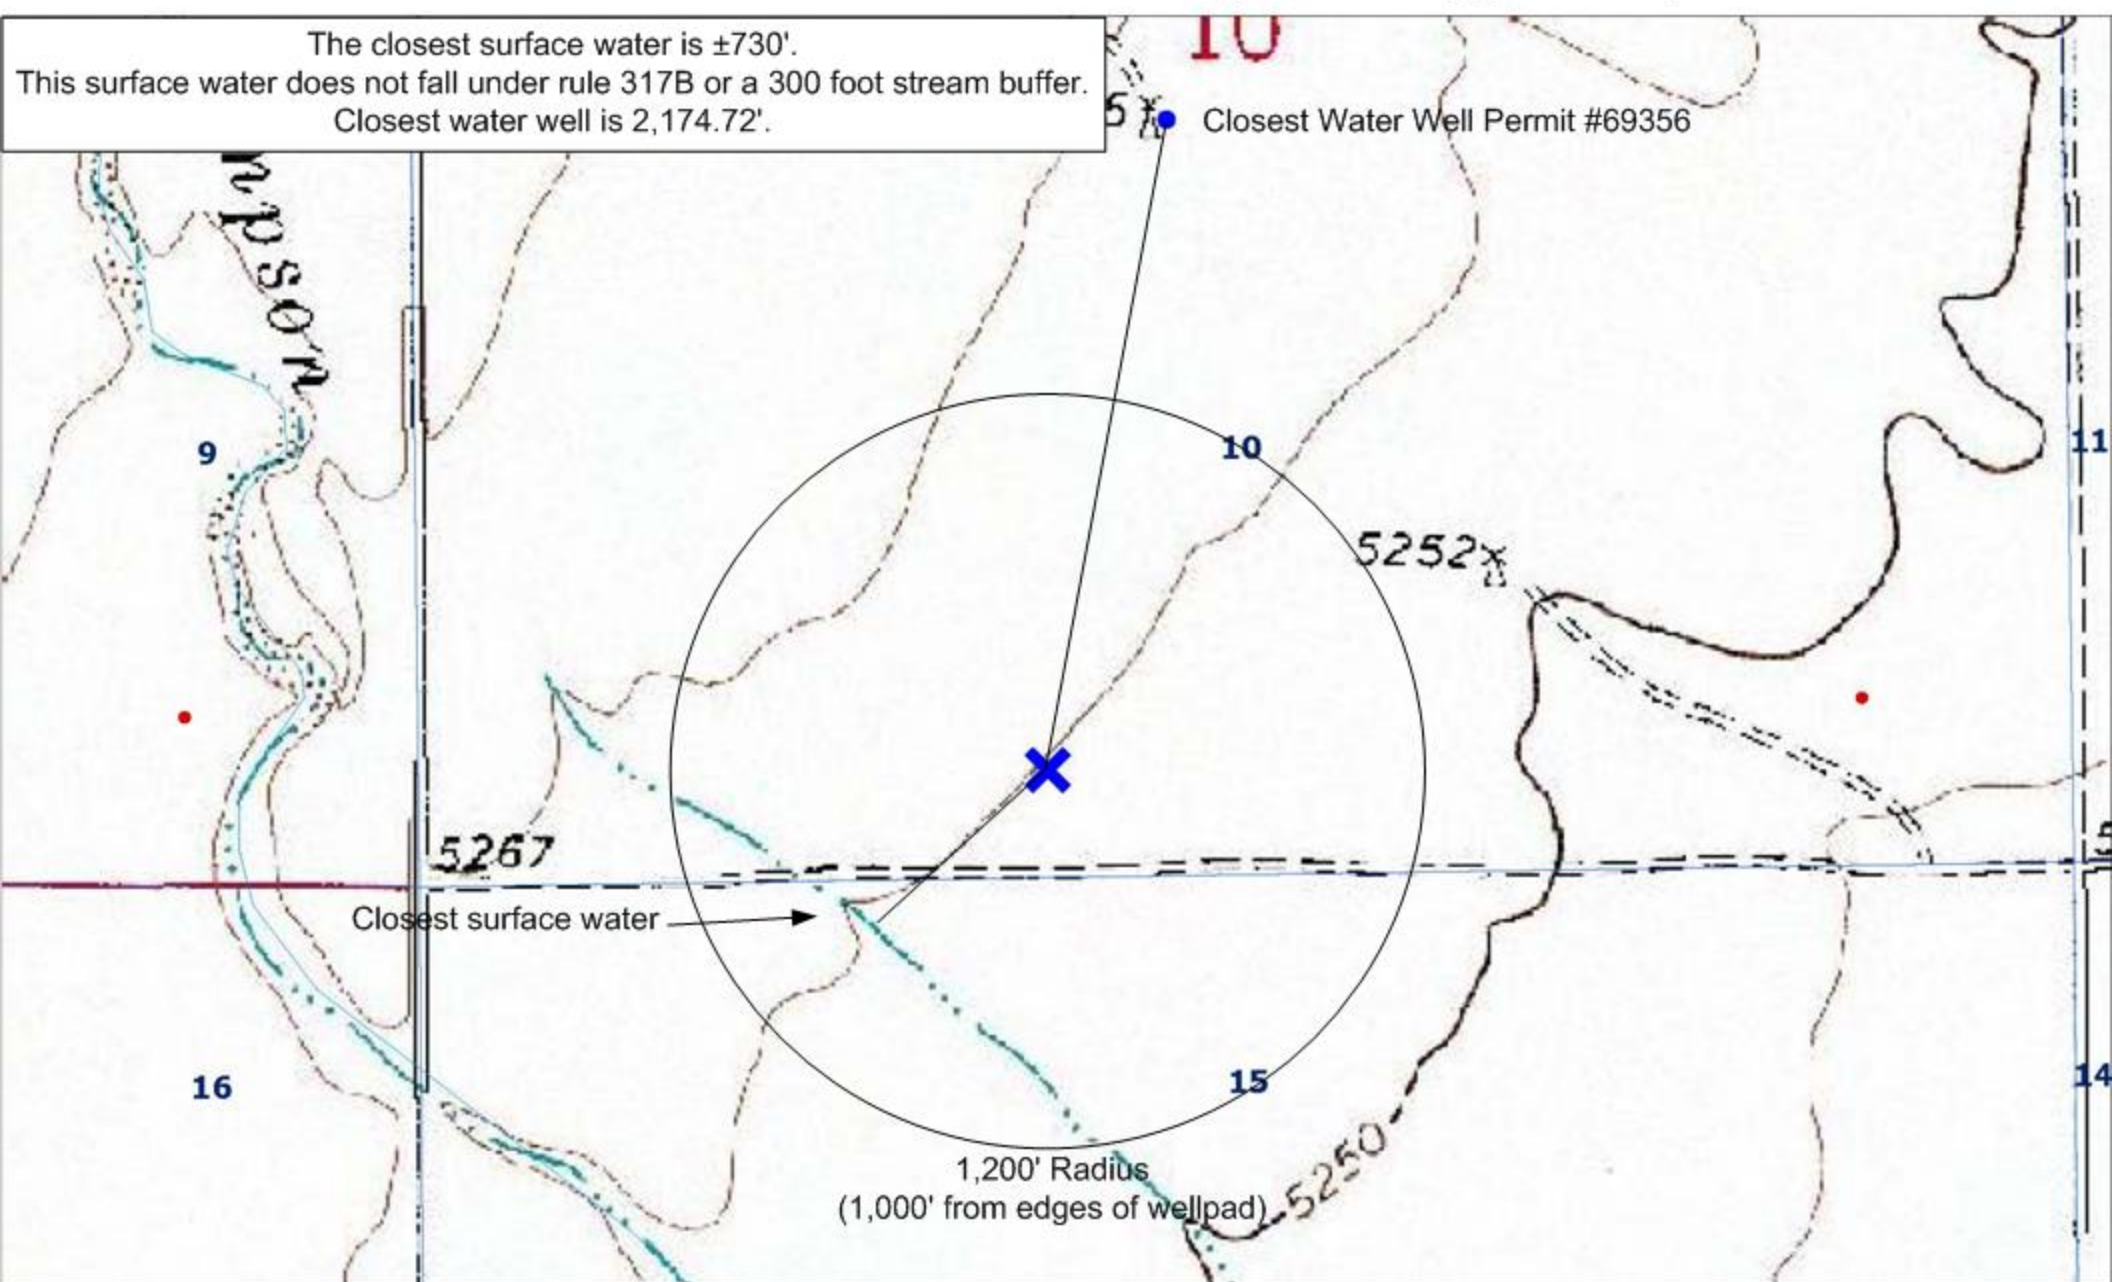 The closest surface water is ±730'.
This surface water does not fall under rule 317B or a 300 foot stream buffer.
Closest water well is 2,174.72'.
10
Closest Water Well Permit #69356
mpson
9
10
11
5252
5267
Closest surface water
16
15
14
1,200' Radius
(1,000' from edges of wellpad)
5250